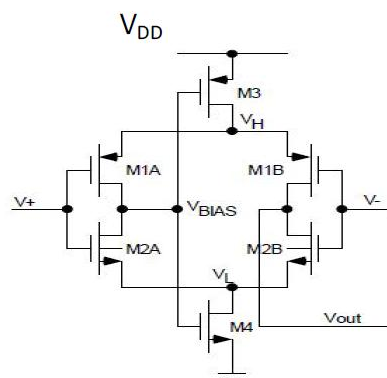 VDD
M3
VH
M1A
M1B
V+
VBIAS
V-
M2A
M2B
VL
M4
Vout